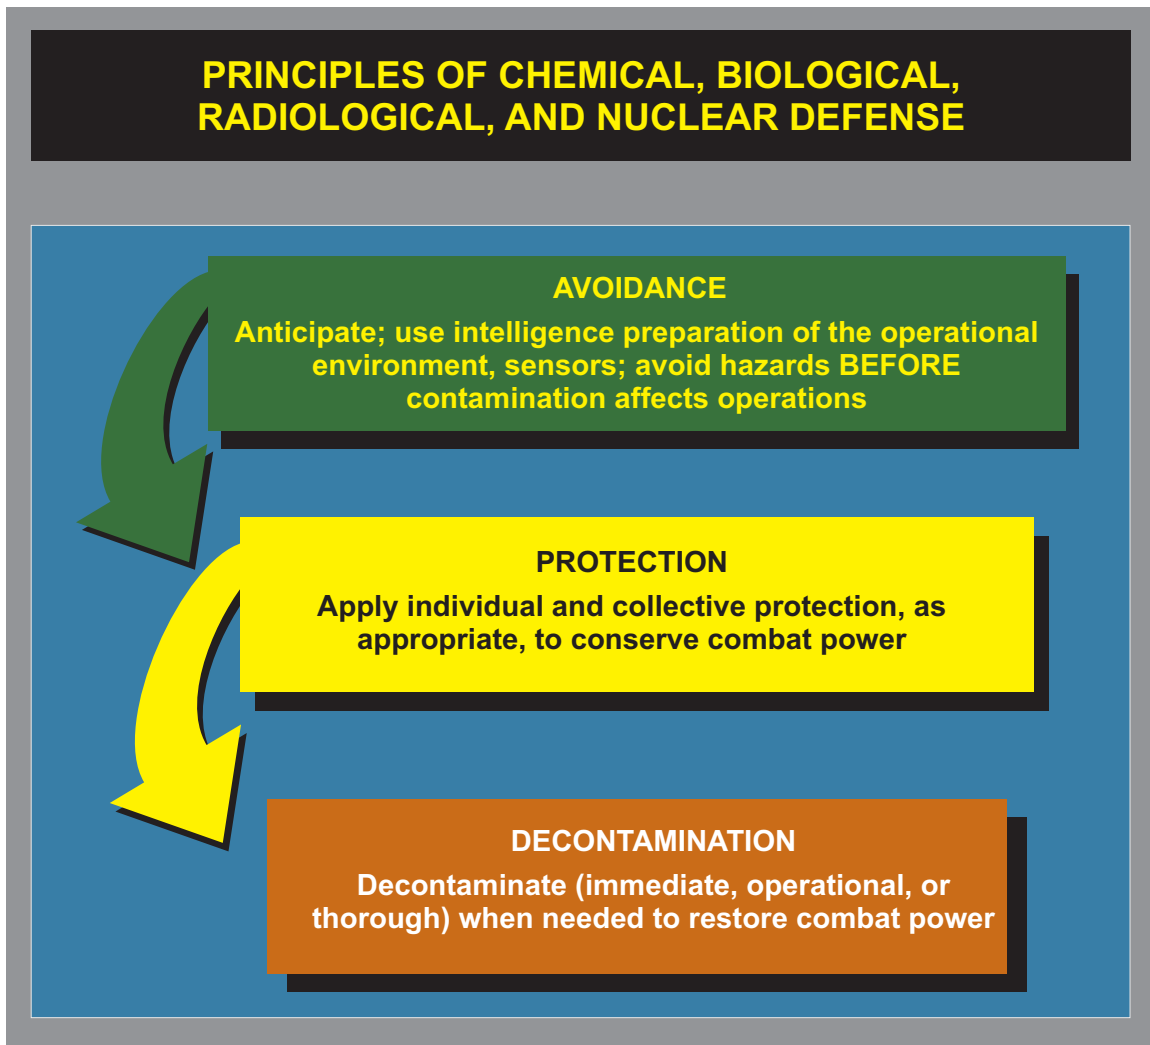 PRINCIPLES OF CHEMICAL, BIOLOGICAL,
RADIOLOGICAL, AND NUCLEAR DEFENSE
AVOIDANCE
Anticipate; use intelligence preparation of the operational
environment, sensors; avoid hazards BEFORE
contamination affects operations
PROTECTION
Apply individual and collective protection, as
appropriate, to conserve combat power
DECONTAMINATION
Decontaminate (immediate, operational, or
thorough) when needed to restore combat power